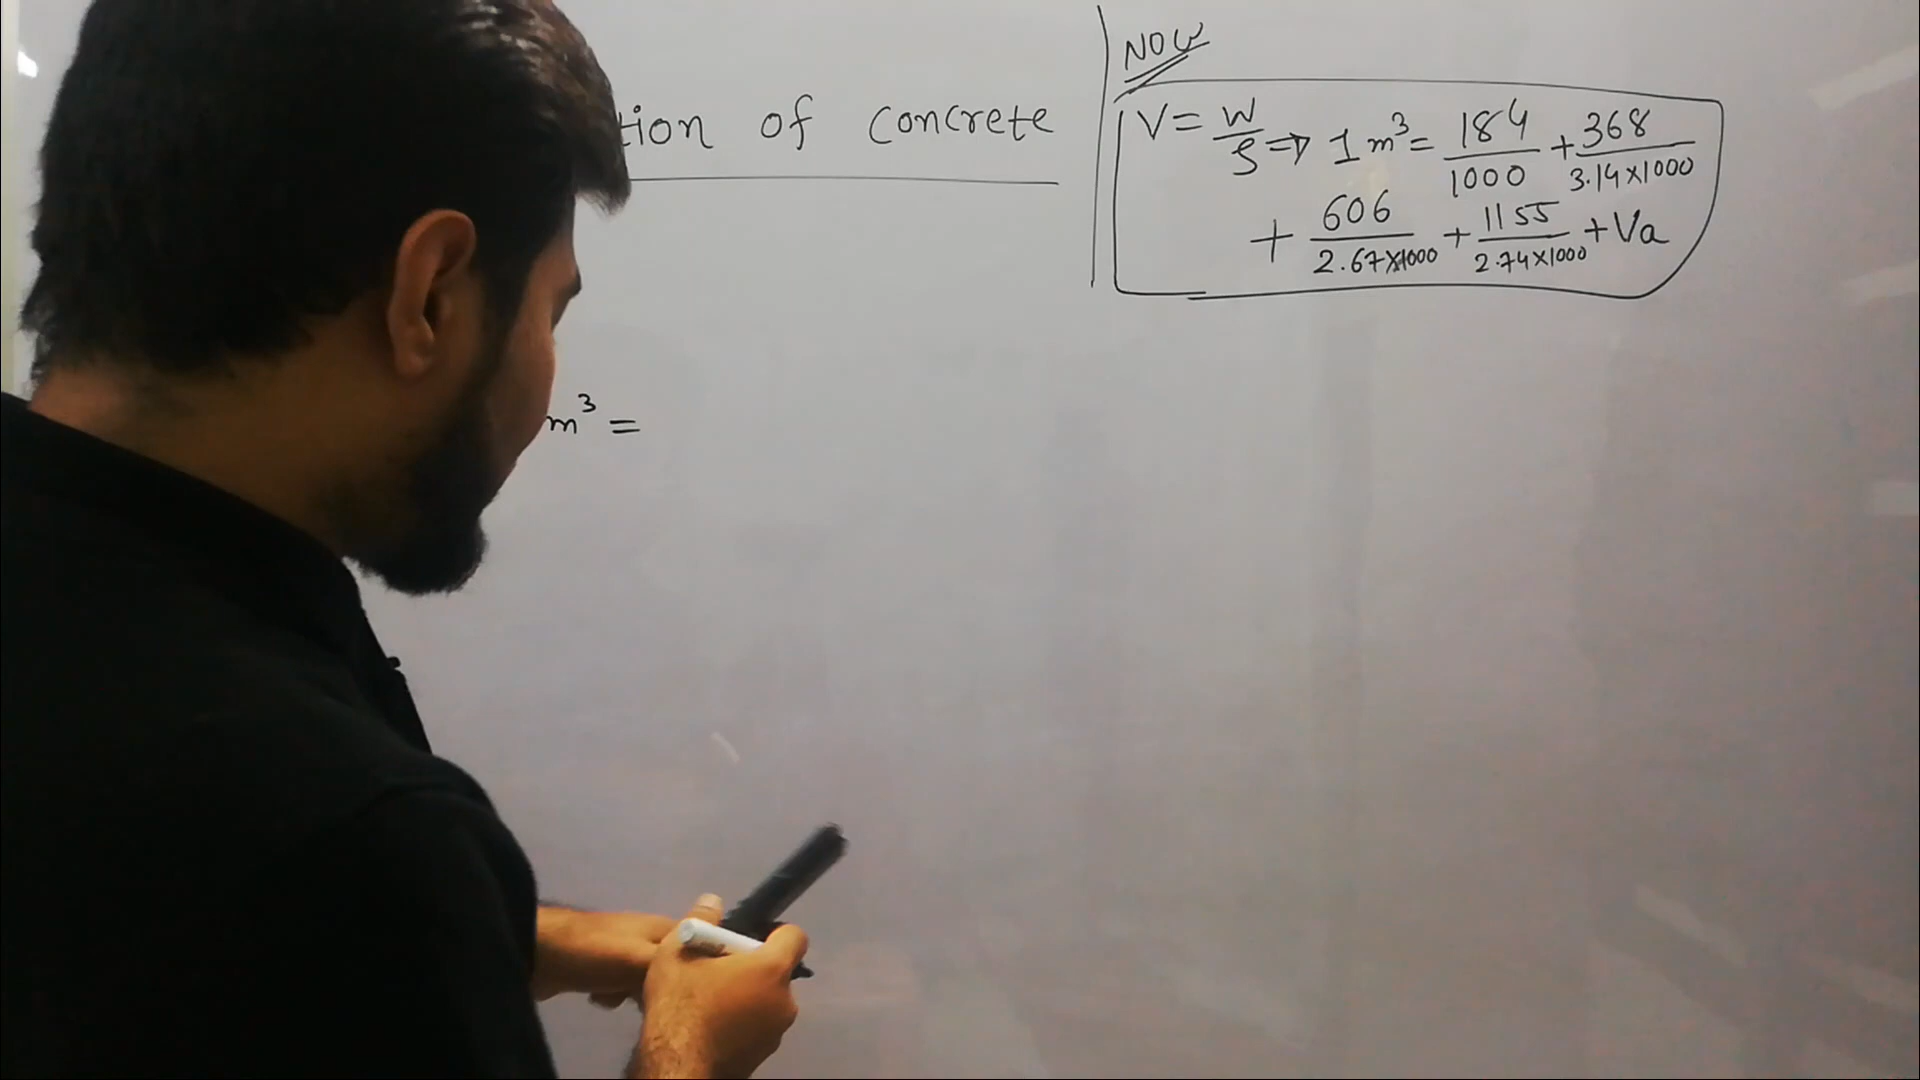 tion of concrete
m³ =
NOW
V = W/ρ ⇒ 1 m³ = 184/1000 + 368/3.14×1000
+ 606/2.67×1000 + 1155/2.74×1000 + Va